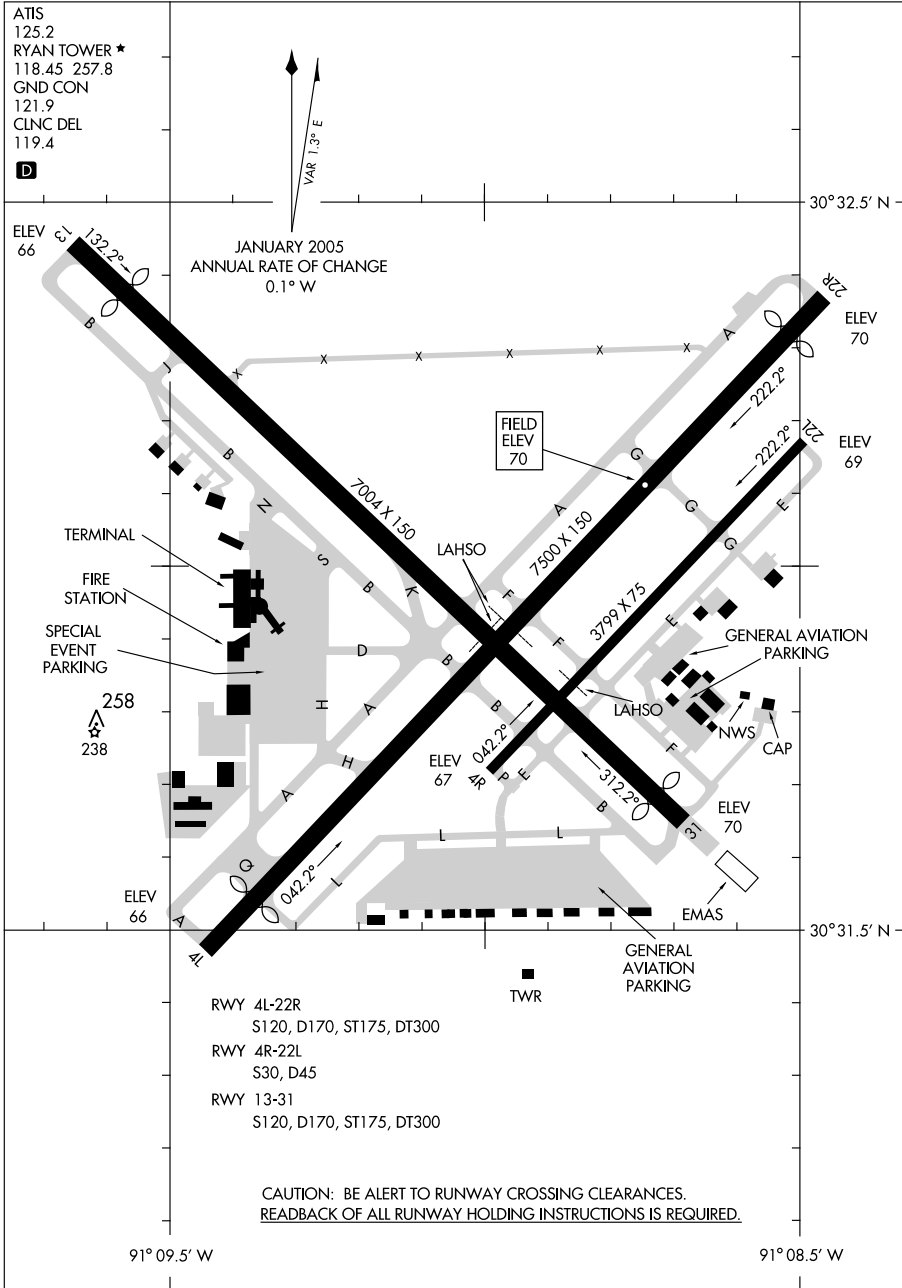 ATIS
125.2
RYAN TOWER ★
118.45 257.8
GND CON
121.9
CLNC DEL
119.4
D
VAR 1.3° E
JANUARY 2005
ANNUAL RATE OF CHANGE
0.1° W
30° 32.5' N
ELEV
66
13
132.2°
22R
ELEV
70
222.2°
B
J
X
X
X
X
X
X
A
FIELD
ELEV
70
222.2°
22L
ELEV
69
B
N
S
B
K
7004 X 150
G
G
G
A
E
7500 X 150
LAHSO
F
F
3799 X 75
E
TERMINAL
FIRE
STATION
SPECIAL
EVENT
PARKING
D
H
A
B
B
GENERAL AVIATION
PARKING
LAHSO
NWS
CAP
F
258
238
H
A
ELEV
67
042.2°
4R
P
E
312.2°
B
31
ELEV
70
Q
042.2°
L
L
L
EMAS
ELEV
66
A
4L
30° 31.5' N
GENERAL
AVIATION
PARKING
TWR
RWY 4L-22R
S120, D170, ST175, DT300
RWY 4R-22L
S30, D45
RWY 13-31
S120, D170, ST175, DT300
CAUTION: BE ALERT TO RUNWAY CROSSING CLEARANCES.
READBACK OF ALL RUNWAY HOLDING INSTRUCTIONS IS REQUIRED.
91° 09.5' W
91° 08.5' W